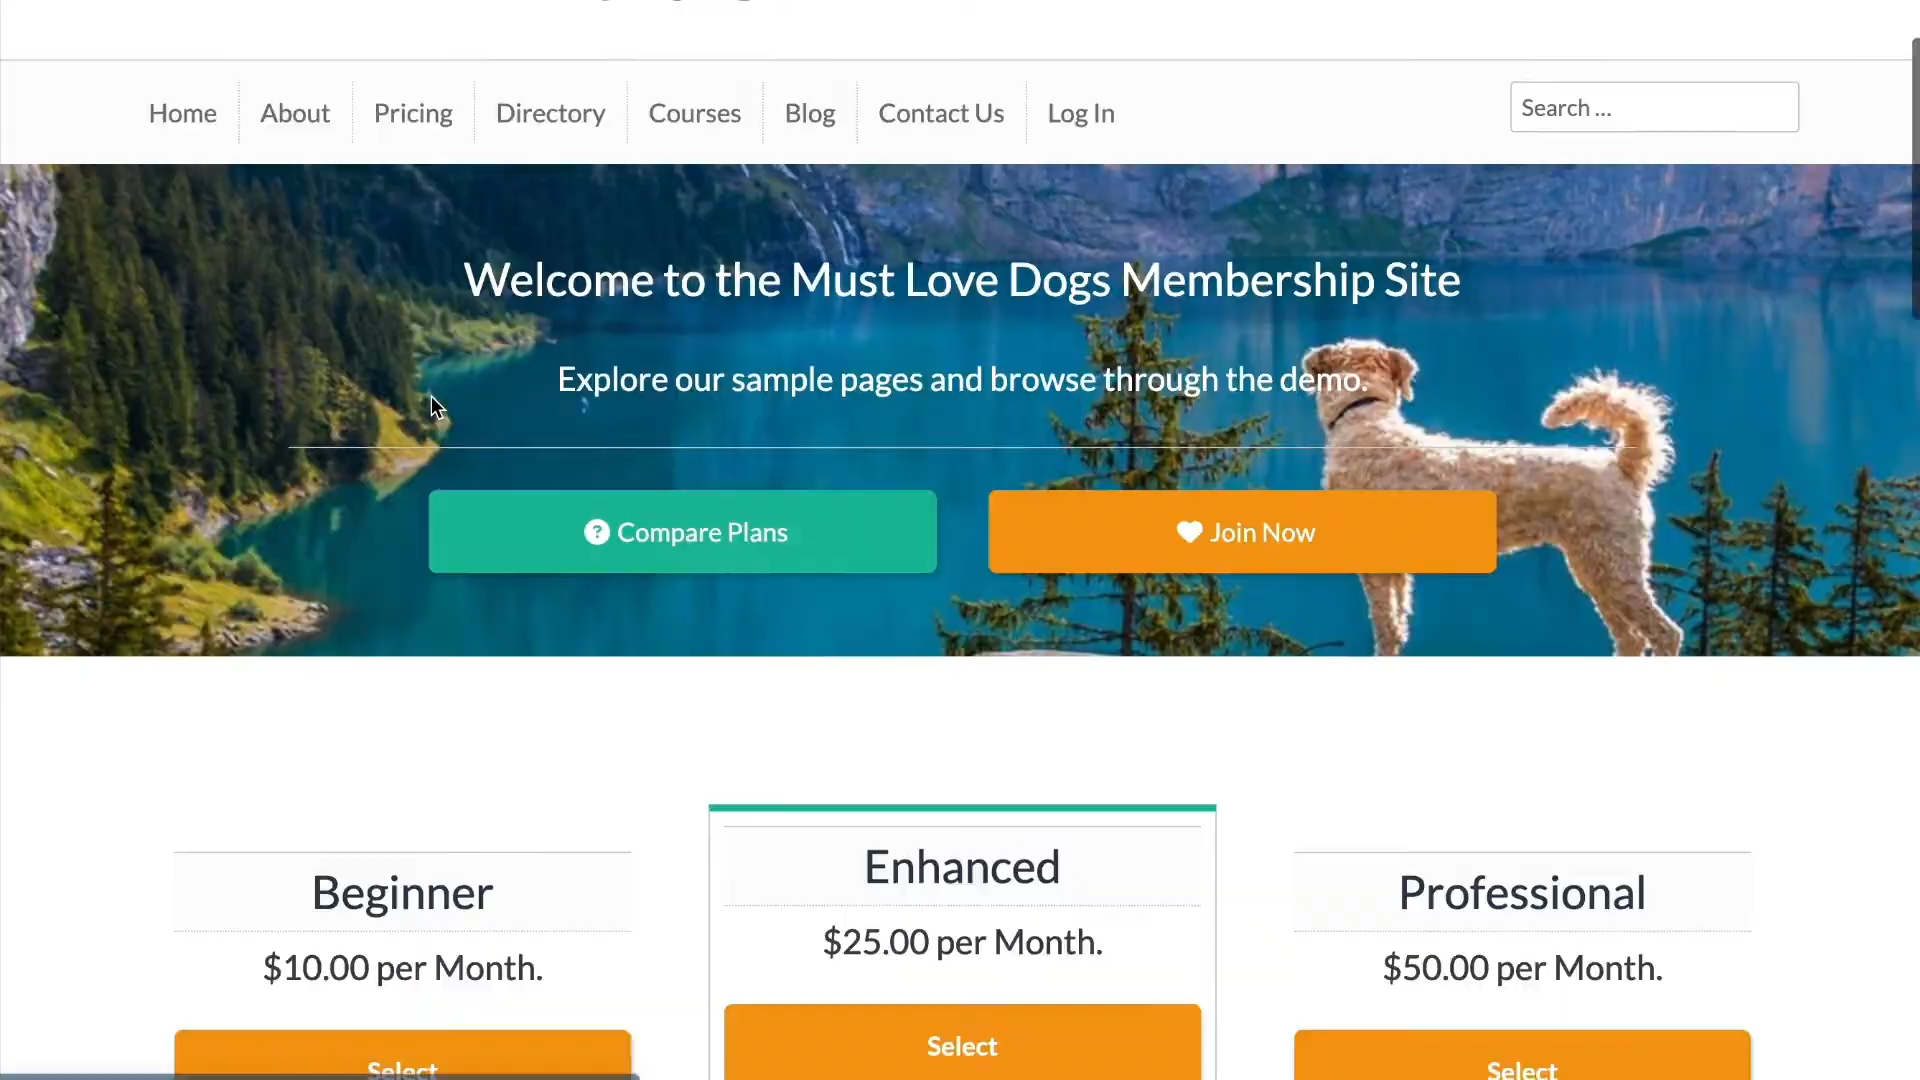 Home About Pricing Directory Courses Blog Contact Us Log In Search ...
Welcome to the Must Love Dogs Membership Site
Explore our sample pages and browse through the demo.
Compare Plans Join Now
Beginner
$10.00 per Month.
Select
Enhanced
$25.00 per Month.
Select
Professional
$50.00 per Month.
Select